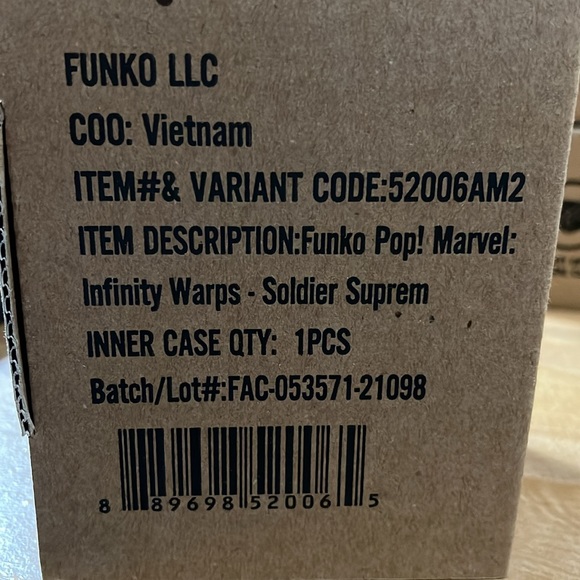 FUNKO LLC
COO: Vietnam
ITEM#& VARIANT CODE:52006AM2
ITEM DESCRIPTION:Funko Pop! Marvel:
Infinity Warps - Soldier Suprem
INNER CASE QTY: 1PCS
Batch/Lot#:FAC-053571-21098
8 89698 52006 5